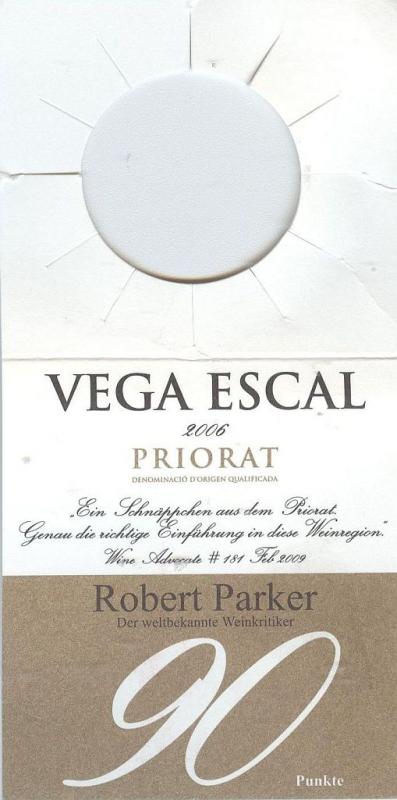 VEGA ESCAL
2006
PRIORAT
DENOMINACIÓ D'ORIGEN QUALIFICADA
„Ein Schnäppchen aus dem Priorat.
Genau die richtige Einführung in diese Weinregion.“
Wine Advocate # 181 Feb 2009
Robert Parker
Der weltbekannte Weinkritiker
90
Punkte